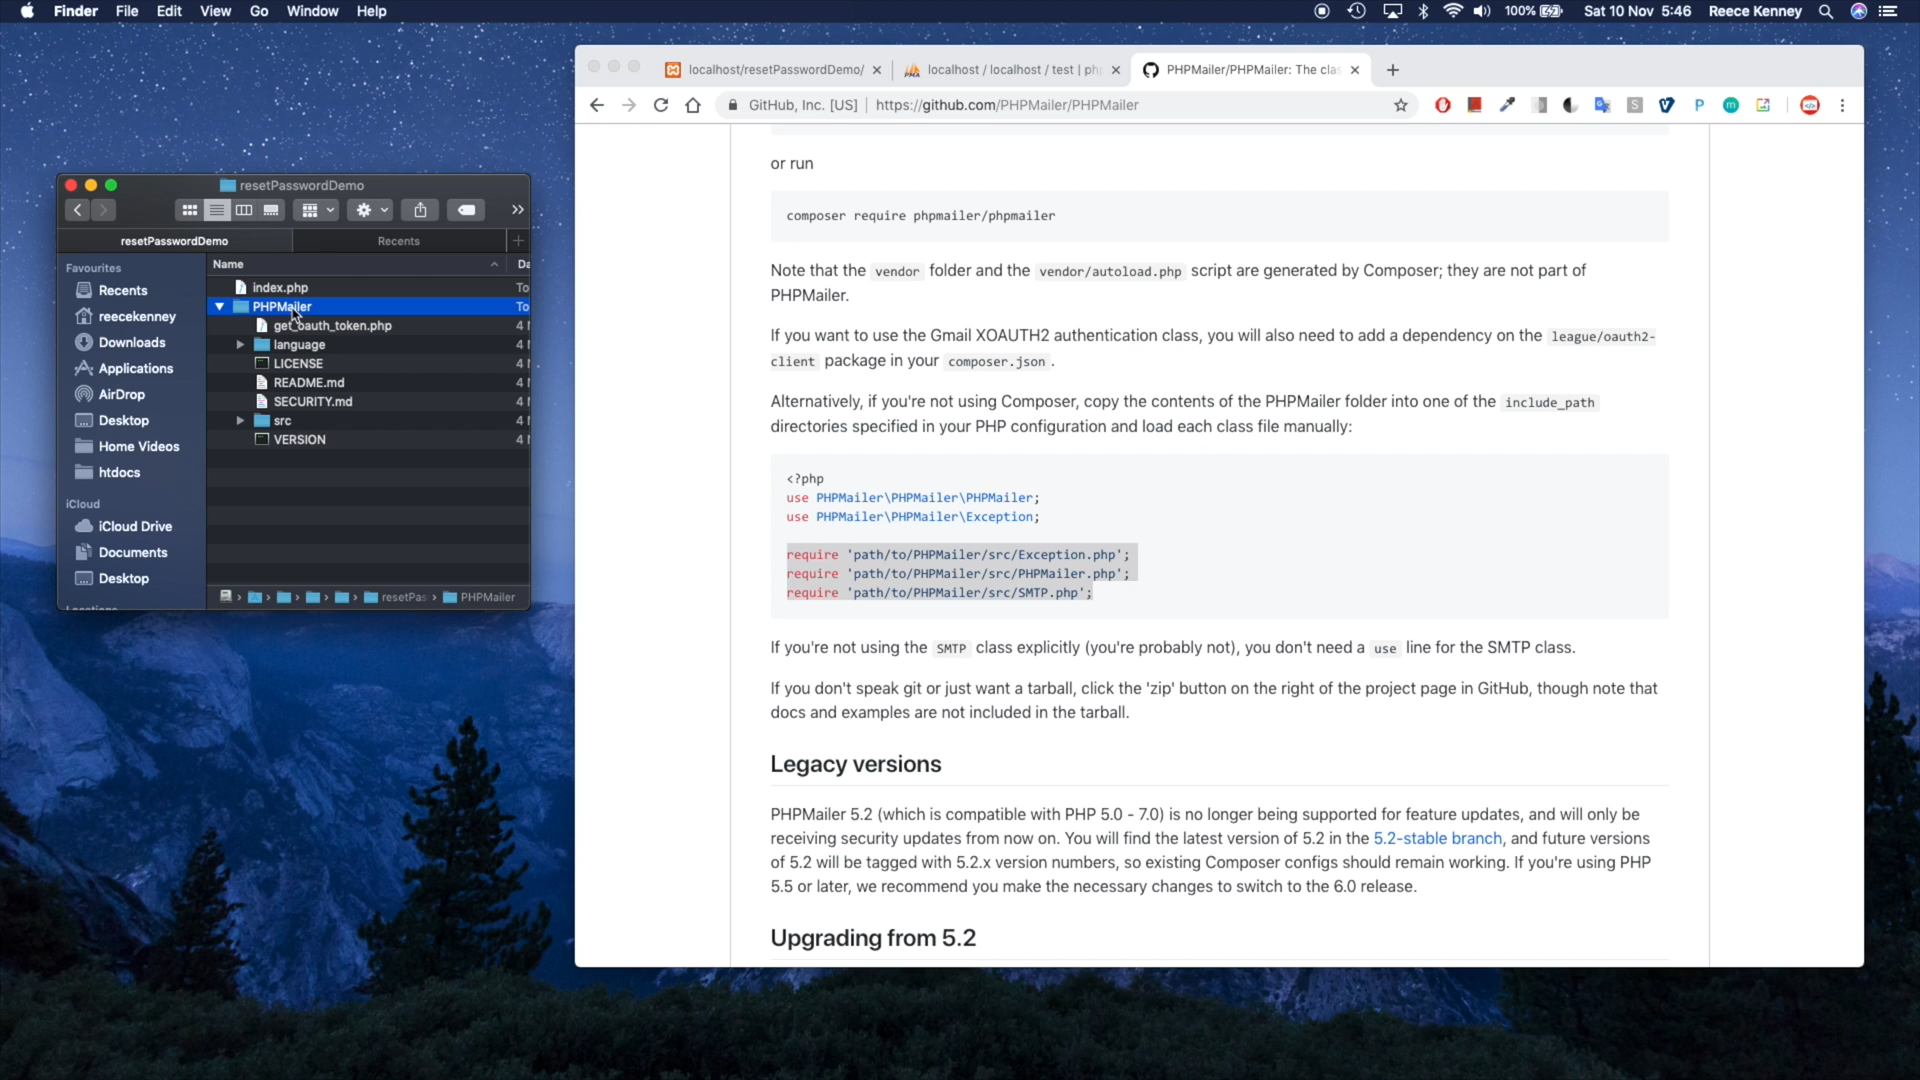 Finder File Edit View Go Window Help
100% Sat 10 Nov 5:46 Reece Kenney
resetPasswordDemo
resetPasswordDemo Recents
Favourites
Recents
reecekenney
Downloads
Applications
AirDrop
Desktop
Home Videos
htdocs
iCloud
iCloud Drive
Documents
Desktop
Name
index.php
PHPMailer
get_oauth_token.php
language
LICENSE
README.md
SECURITY.md
src
VERSION
resetPas PHPMailer
localhost/resetPasswordDemo/ localhost / localhost / test | ph PHPMailer/PHPMailer: The clas
GitHub, Inc. [US] https://github.com/PHPMailer/PHPMailer
or run
composer require phpmailer/phpmailer
Note that the vendor folder and the vendor/autoload.php script are generated by Composer; they are not part of
PHPMailer.
If you want to use the Gmail XOAUTH2 authentication class, you will also need to add a dependency on the league/oauth2-
client package in your composer.json .
Alternatively, if you're not using Composer, copy the contents of the PHPMailer folder into one of the include_path
directories specified in your PHP configuration and load each class file manually:
<?php
use PHPMailer\PHPMailer\PHPMailer;
use PHPMailer\PHPMailer\Exception;
require 'path/to/PHPMailer/src/Exception.php';
require 'path/to/PHPMailer/src/PHPMailer.php';
require 'path/to/PHPMailer/src/SMTP.php';
If you're not using the SMTP class explicitly (you're probably not), you don't need a use line for the SMTP class.
If you don't speak git or just want a tarball, click the 'zip' button on the right of the project page in GitHub, though note that
docs and examples are not included in the tarball.
Legacy versions
PHPMailer 5.2 (which is compatible with PHP 5.0 - 7.0) is no longer being supported for feature updates, and will only be
receiving security updates from now on. You will find the latest version of 5.2 in the 5.2-stable branch, and future versions
of 5.2 will be tagged with 5.2.x version numbers, so existing Composer configs should remain working. If you're using PHP
5.5 or later, we recommend you make the necessary changes to switch to the 6.0 release.
Upgrading from 5.2